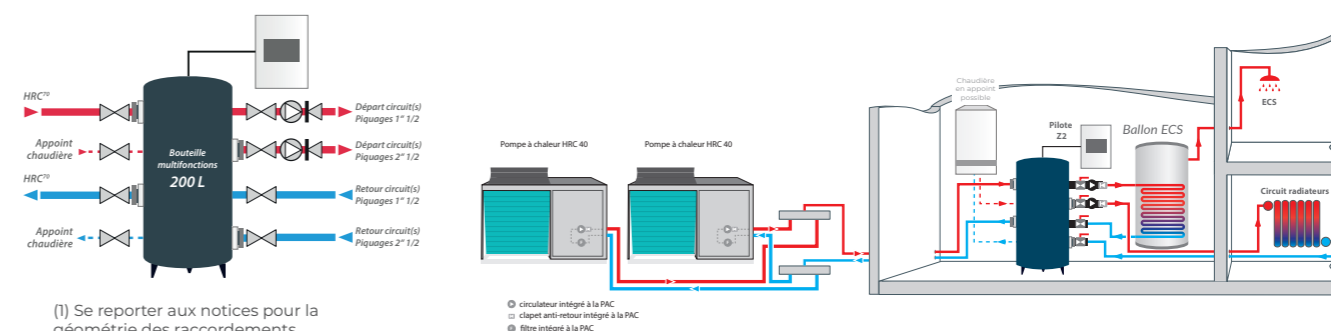 HRC⁷⁰
Départ circuit(s)
Piquages 1" 1/2
Appoint
chaudière
Départ circuit(s)
Piquages 2" 1/2
Bouteille
multifonctions
200 L
HRC⁷⁰
Retour circuit(s)
Piquages 1" 1/2
Appoint
chaudière
Retour circuit(s)
Piquages 2" 1/2
(1) Se reporter aux notices pour la
géométrie des raccordements
Pompe à chaleur HRC 40
Pompe à chaleur HRC 40
circulateur intégré à la PAC
clapet anti-retour intégré à la PAC
filtre intégré à la PAC
Chaudière
en appoint
possible
Pilote
Z2
Ballon ECS
ECS
Circuit radiateurs